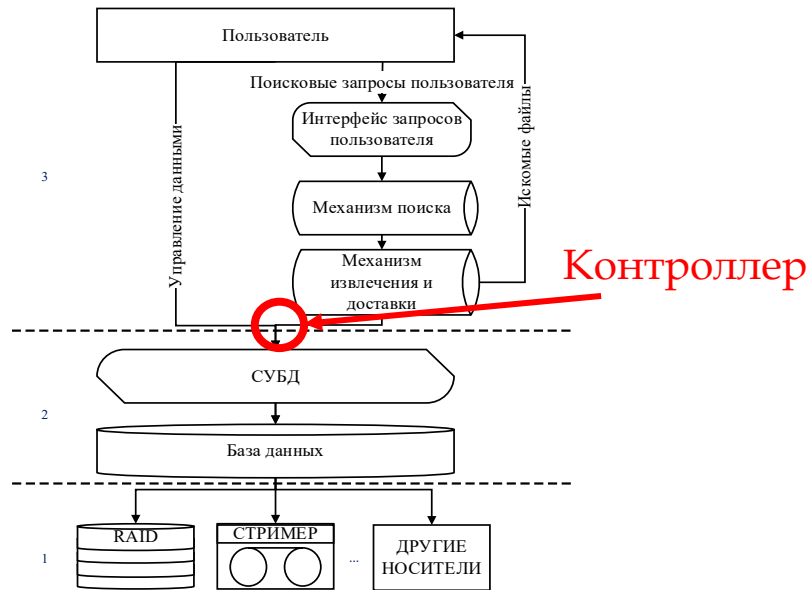 Пользователь
Поисковые запросы пользователя
Интерфейс запросов
пользователя
Управление данными
Искомые файлы
3
Механизм поиска
Механизм
извлечения и
доставки
Контроллер
СУБД
2
База данных
RAID
СТРИМЕР
...
ДРУГИЕ
НОСИТЕЛИ
1